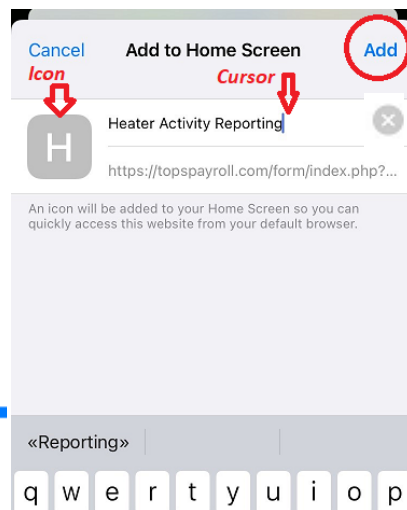 Cancel Add to Home Screen Add
Icon Cursor
H
Heater Activity Reporting
https://topspayroll.com/form/index.php?...
An icon will be added to your Home Screen so you can
quickly access this website from your default browser.
«Reporting»
q w e r t y u i o p